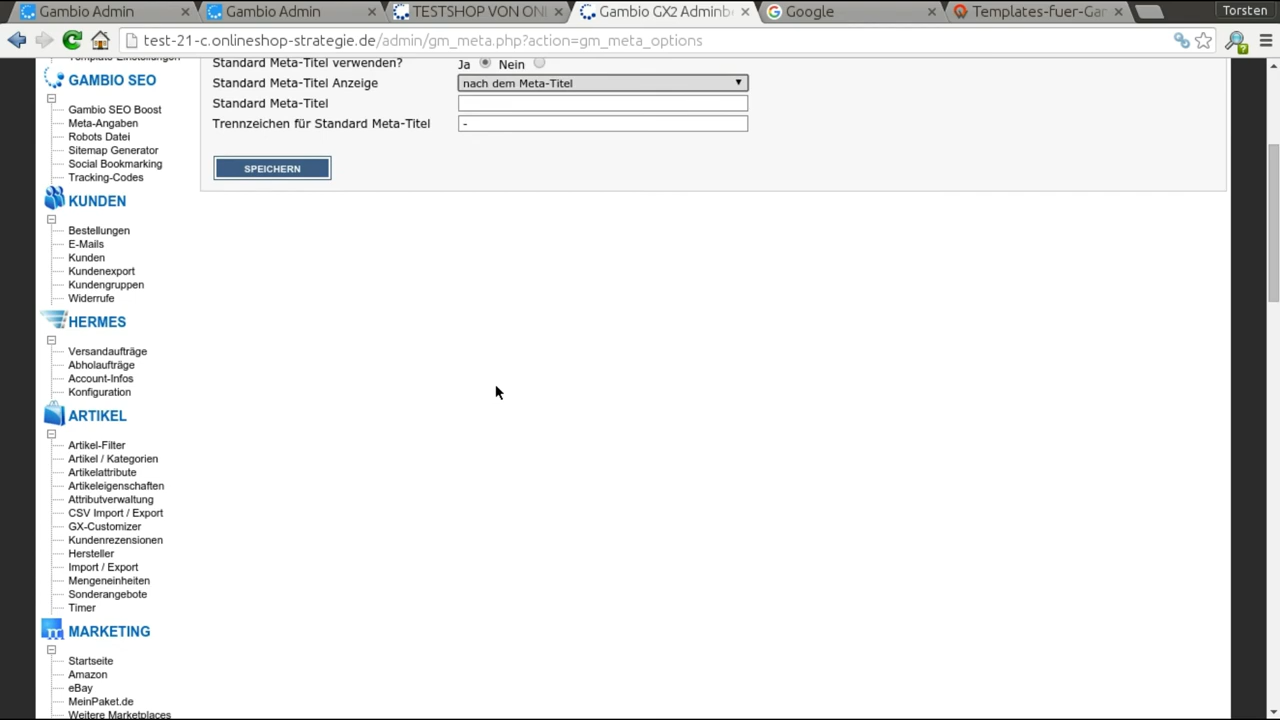 Gambio Admin
Gambio Admin
TESTSHOP VON ONL
Gambio GX2 Adminb
Google
Templates-fuer-Gar
Torsten
test-21-c.onlineshop-strategie.de/admin/gm_meta.php?action=gm_meta_options
Template Einstellungen
GAMBIO SEO
Gambio SEO Boost
Meta-Angaben
Robots Datei
Sitemap Generator
Social Bookmarking
Tracking-Codes
KUNDEN
Bestellungen
E-Mails
Kunden
Kundenexport
Kundengruppen
Widerrufe
HERMES
Versandaufträge
Abholaufträge
Account-Infos
Konfiguration
ARTIKEL
Artikel-Filter
Artikel / Kategorien
Artikelattribute
Artikeleigenschaften
Attributverwaltung
CSV Import / Export
GX-Customizer
Kundenrezensionen
Hersteller
Import / Export
Mengeneinheiten
Sonderangebote
Timer
MARKETING
Startseite
Amazon
eBay
MeinPaket.de
Weitere Marketplaces
Standard Meta-Titel verwenden? Ja Nein
Standard Meta-Titel Anzeige nach dem Meta-Titel
Standard Meta-Titel
Trennzeichen für Standard Meta-Titel -
SPEICHERN